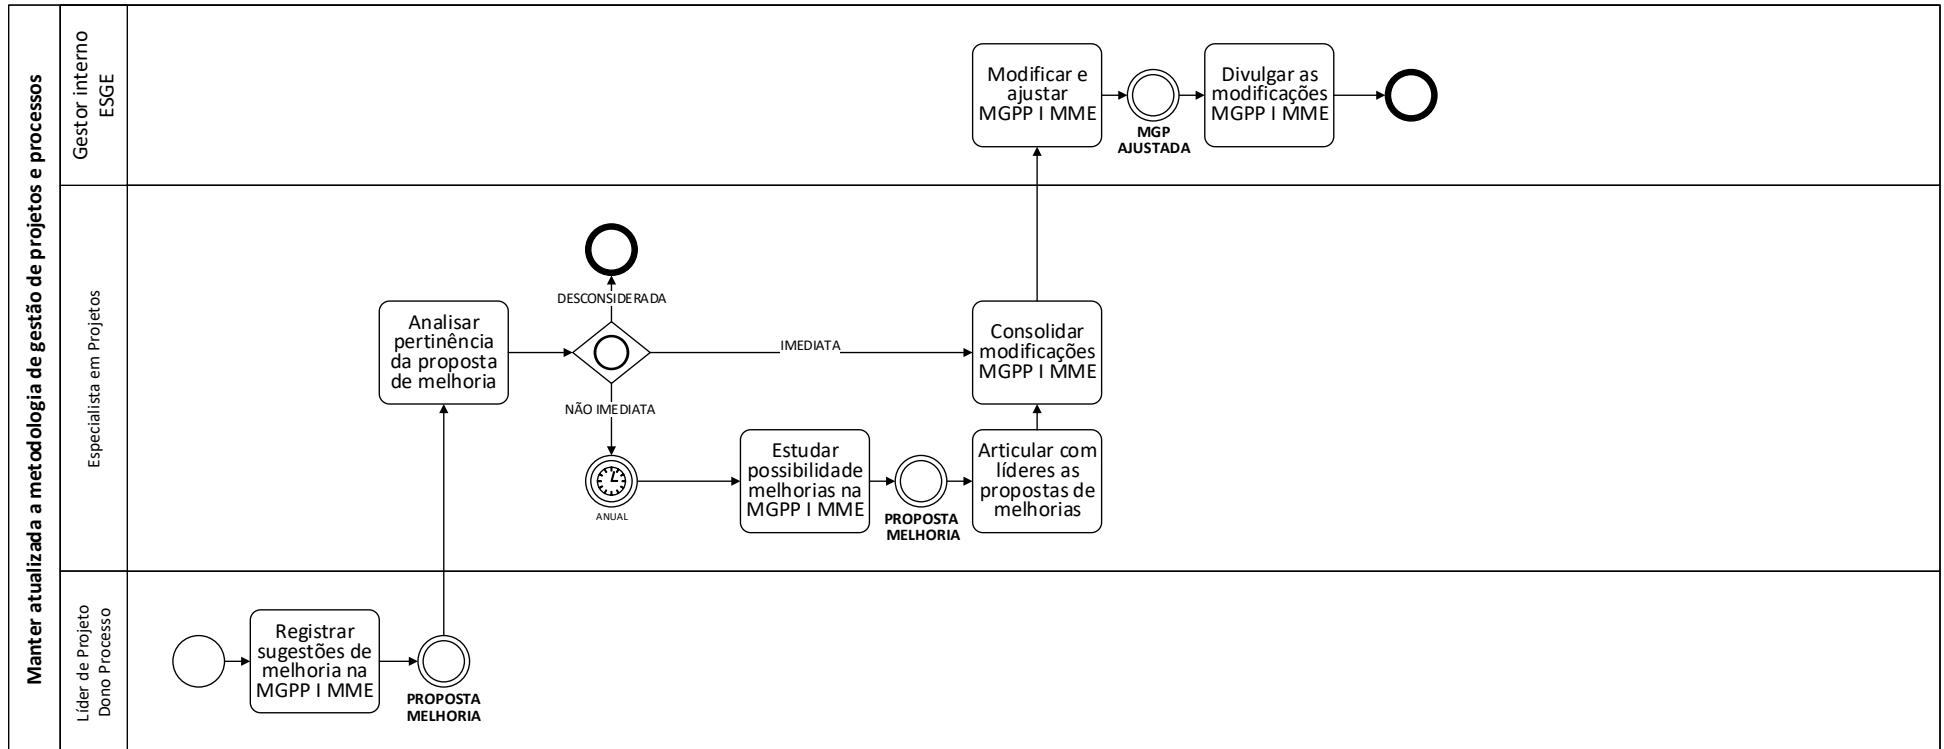 Manter atualizada a metodologia de gestão de projetos e processos
Gestor interno
ESGE
Modificar e
ajustar
MGPP I MME
MGP
AJUSTADA
Divulgar as
modificações
MGPP I MME
Especialista em Projetos
Analisar
pertinência
da proposta
de melhoria
DESCONSIDERADA
IMEDIATA
NÃO IMEDIATA
ANUAL
Consolidar
modificações
MGPP I MME
Estudar
possibilidade
melhorias na
MGPP I MME
PROPOSTA
MELHORIA
Articular com
líderes as
propostas de
melhorias
Líder de Projeto
Dono Processo
Registrar
sugestões de
melhoria na
MGPP I MME
PROPOSTA
MELHORIA